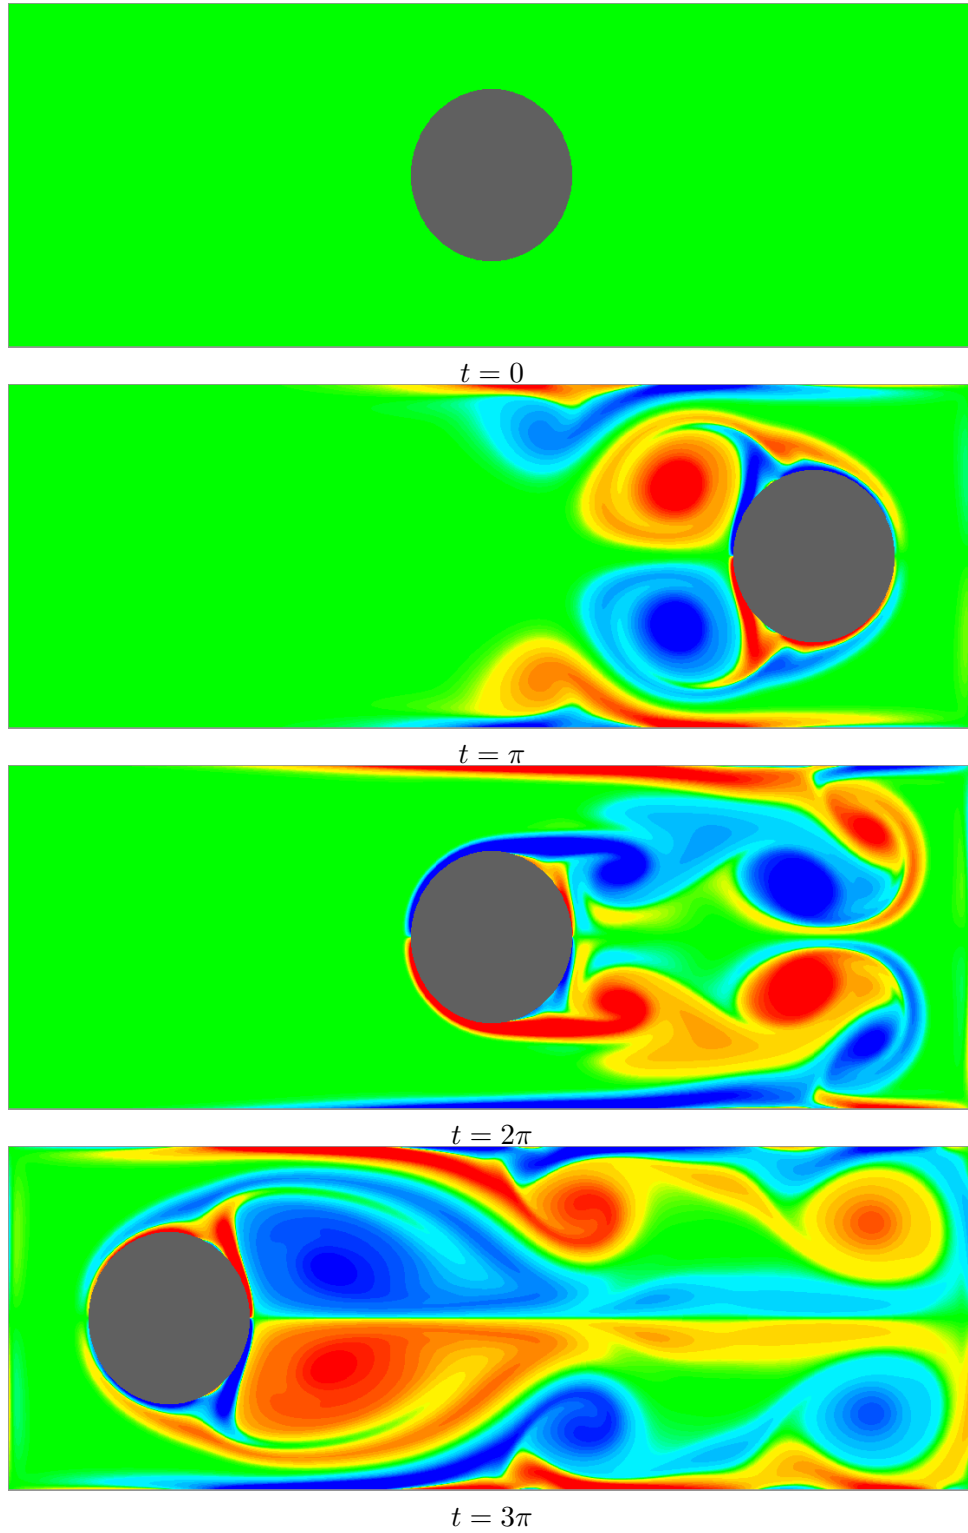 t = 0
t = π
t = 2π
t = 3π